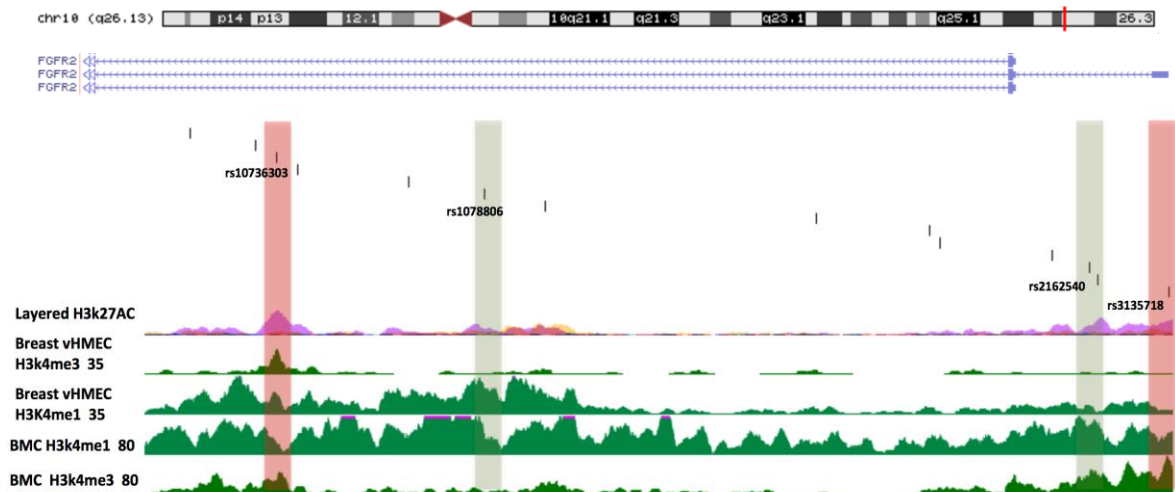 chr10 (q26.13) p14 p13 12.1 10q21.1 q21.3 q23.1 q25.1 26.3
FGFR2
FGFR2
FGFR2
rs10736303
rs1078806
rs2162540
rs3135718
Layered H3k27AC
Breast vHMEC
H3k4me3 35
Breast vHMEC
H3K4me1 35
BMC H3k4me1 80
BMC H3k4me3 80